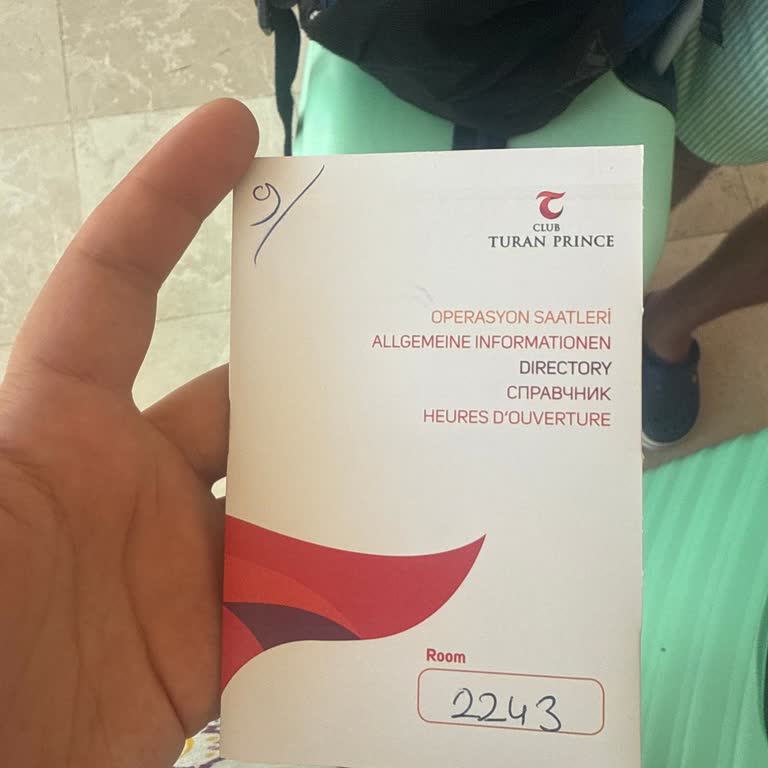 9/
CLUB
TURAN PRINCE
OPERASYON SAATLERİ
ALLGEMEINE INFORMATIONEN
DIRECTORY
СПРАВЧНИК
HEURES D'OUVERTURE
Room
2243